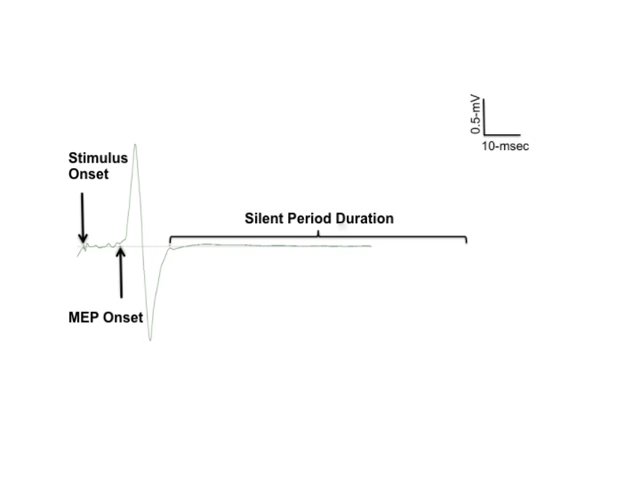 0.5-mV
10-msec
Stimulus
Onset
Silent Period Duration
MEP Onset